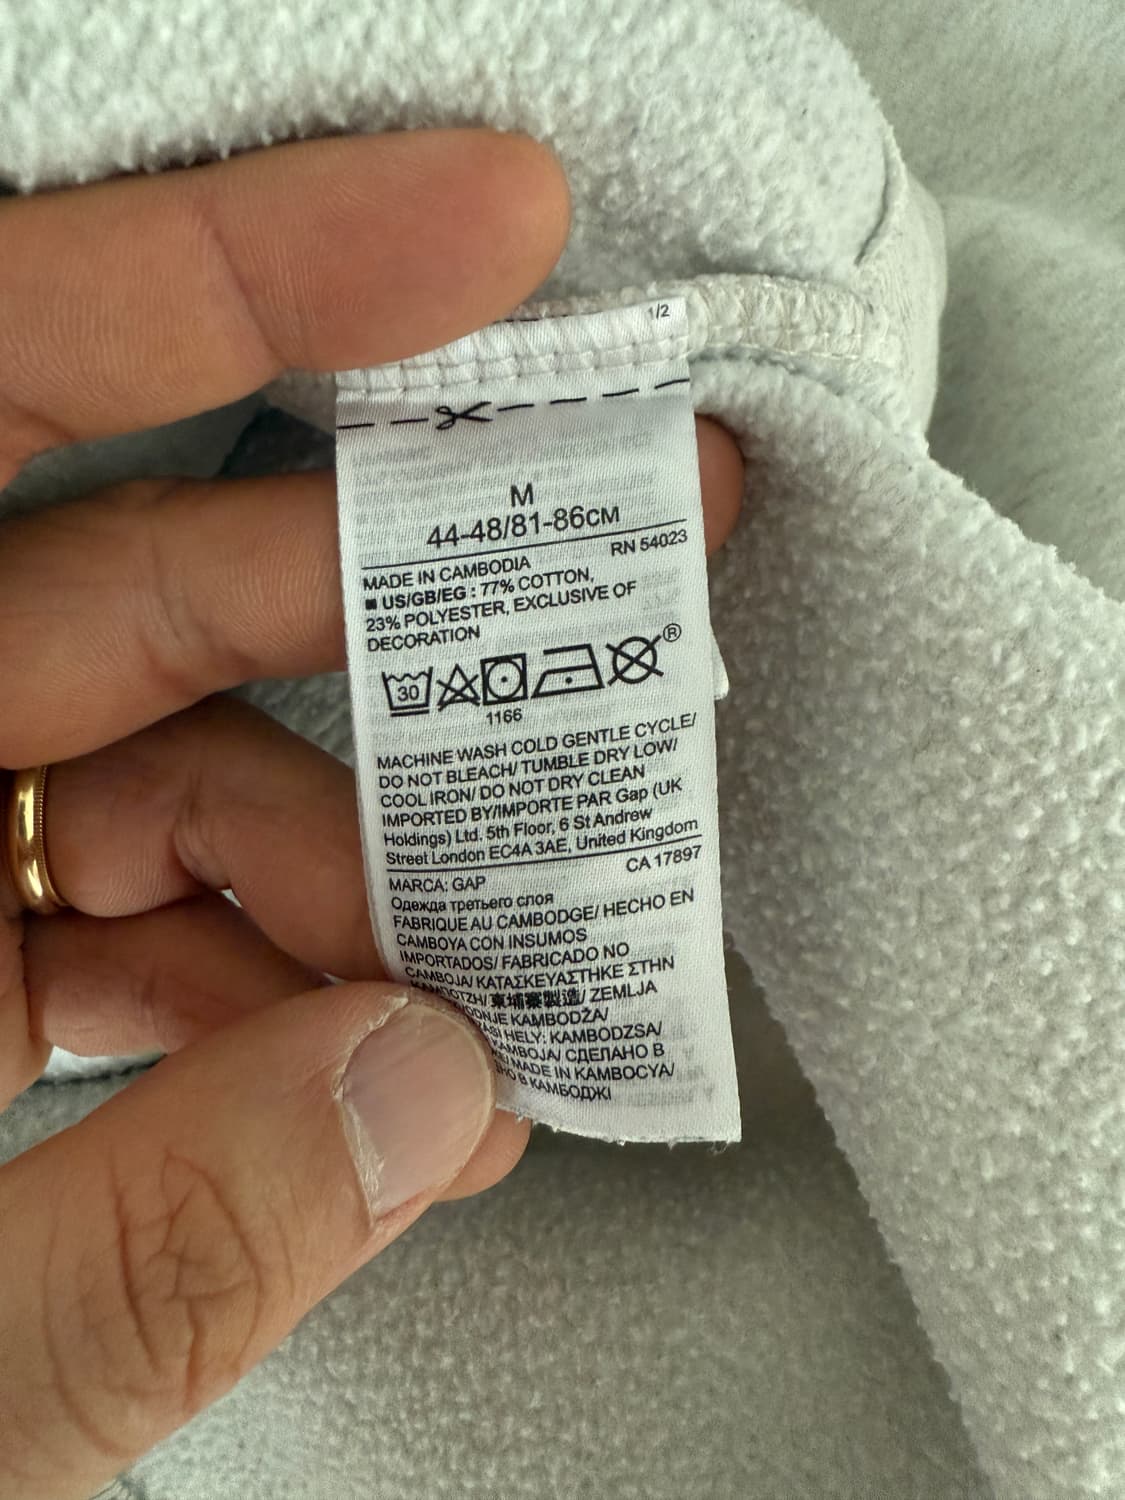 1/2
M
44-48/81-86см
RN 54023
MADE IN CAMBODIA
■ US/GB/EG : 77% COTTON,
23% POLYESTER, EXCLUSIVE OF
DECORATION
30
®
1166
MACHINE WASH COLD GENTLE CYCLE/
DO NOT BLEACH/ TUMBLE DRY LOW/
COOL IRON/ DO NOT DRY CLEAN
IMPORTED BY/IMPORTE PAR Gap (UK
Holdings) Ltd. 5th Floor, 6 St Andrew
Street London EC4A 3AE, United Kingdom
CA 17897
MARCA: GAP
Одежда третьего слоя
FABRIQUE AU CAMBODGE/ HECHO EN
CAMBOYA CON INSUMOS
IMPORTADOS/ FABRICADO NO
CAMBOJA/ ΚΑΤΑΣΚΕΥΑΣΤΗΚΕ ΣΤΗΝ
ΚΑΜΠΟΤΖΗ/ 柬埔寨製造/ ZEMLJA
KAMBODŽA/
HELY: KAMBODZSA/
СДЕЛАНО В
MADE IN KAMBOCYA/
В КАМБОДЖІ